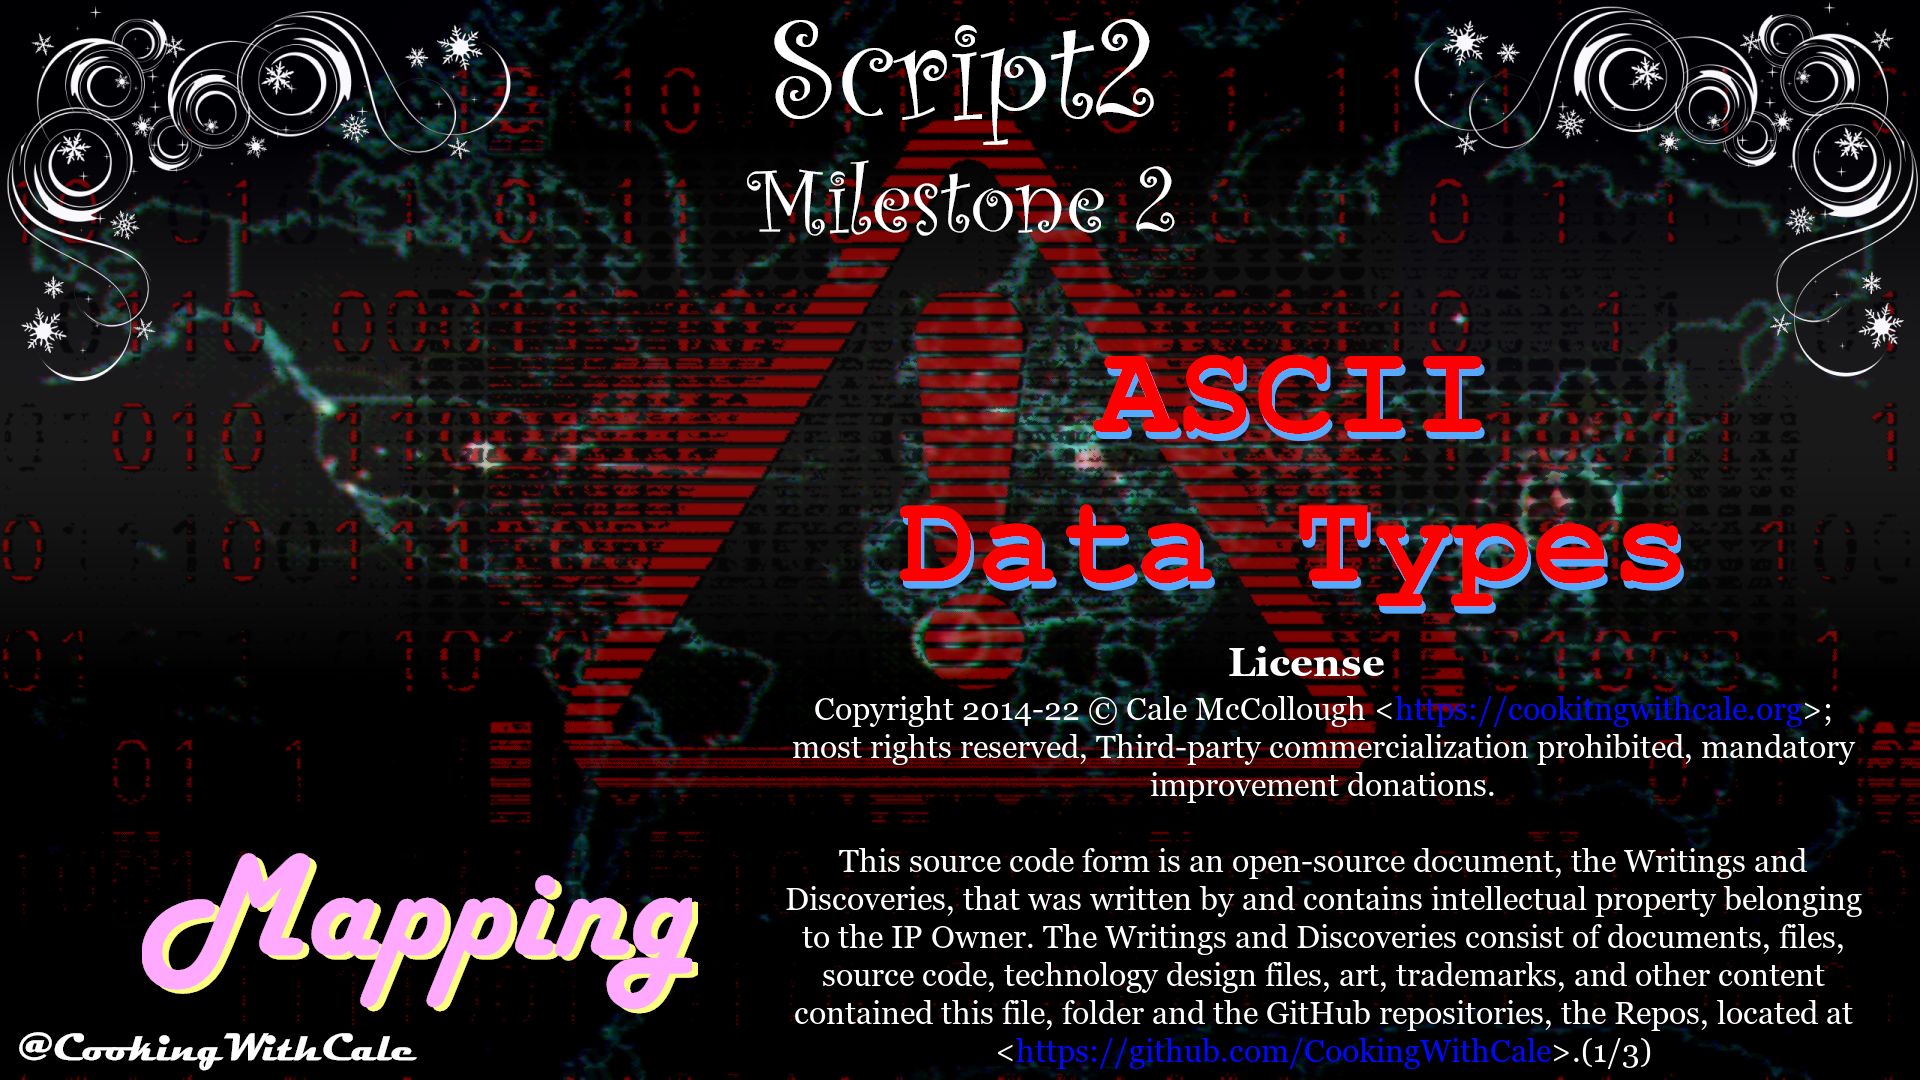 Script2
Milestone 2
ASCII
Data Types
License
Copyright 2014-22 © Cale McCollough <https://cookitngwithcale.org>;
most rights reserved, Third-party commercialization prohibited, mandatory
improvement donations.
This source code form is an open-source document, the Writings and
Discoveries, that was written by and contains intellectual property belonging
to the IP Owner. The Writings and Discoveries consist of documents, files,
source code, technology design files, art, trademarks, and other content
contained this file, folder and the GitHub repositories, the Repos, located at
<https://github.com/CookingWithCale>.(1/3)
Mapping
@CookingWithCale